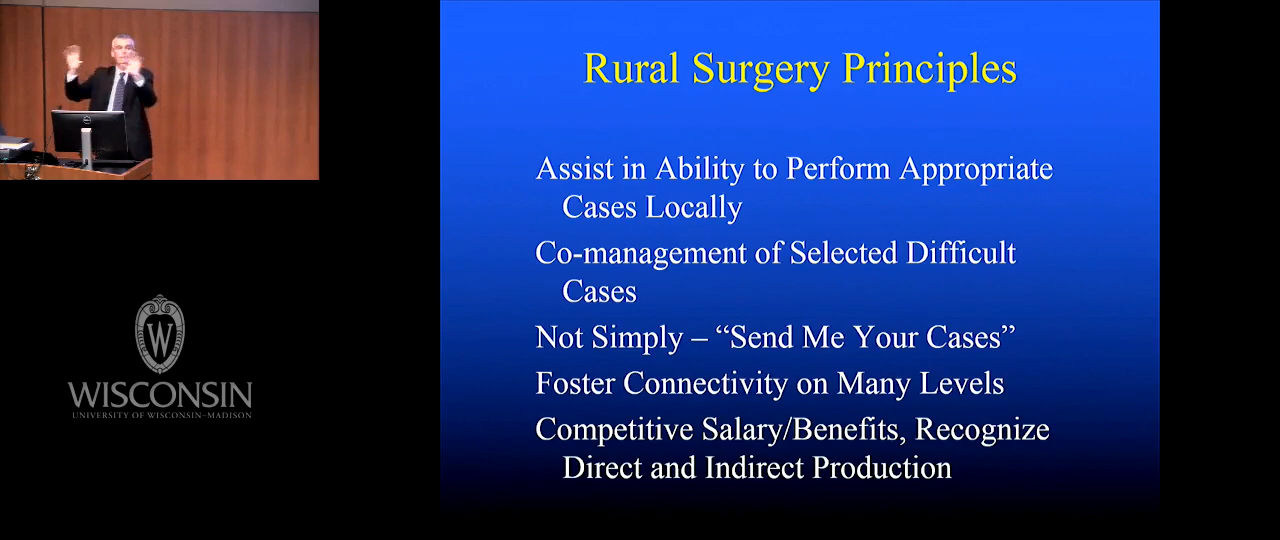 Rural Surgery Principles
Assist in Ability to Perform Appropriate
Cases Locally
Co-management of Selected Difficult
Cases
Not Simply – “Send Me Your Cases”
Foster Connectivity on Many Levels
Competitive Salary/Benefits, Recognize
Direct and Indirect Production
W
WISCONSIN
UNIVERSITY OF WISCONSIN–MADISON